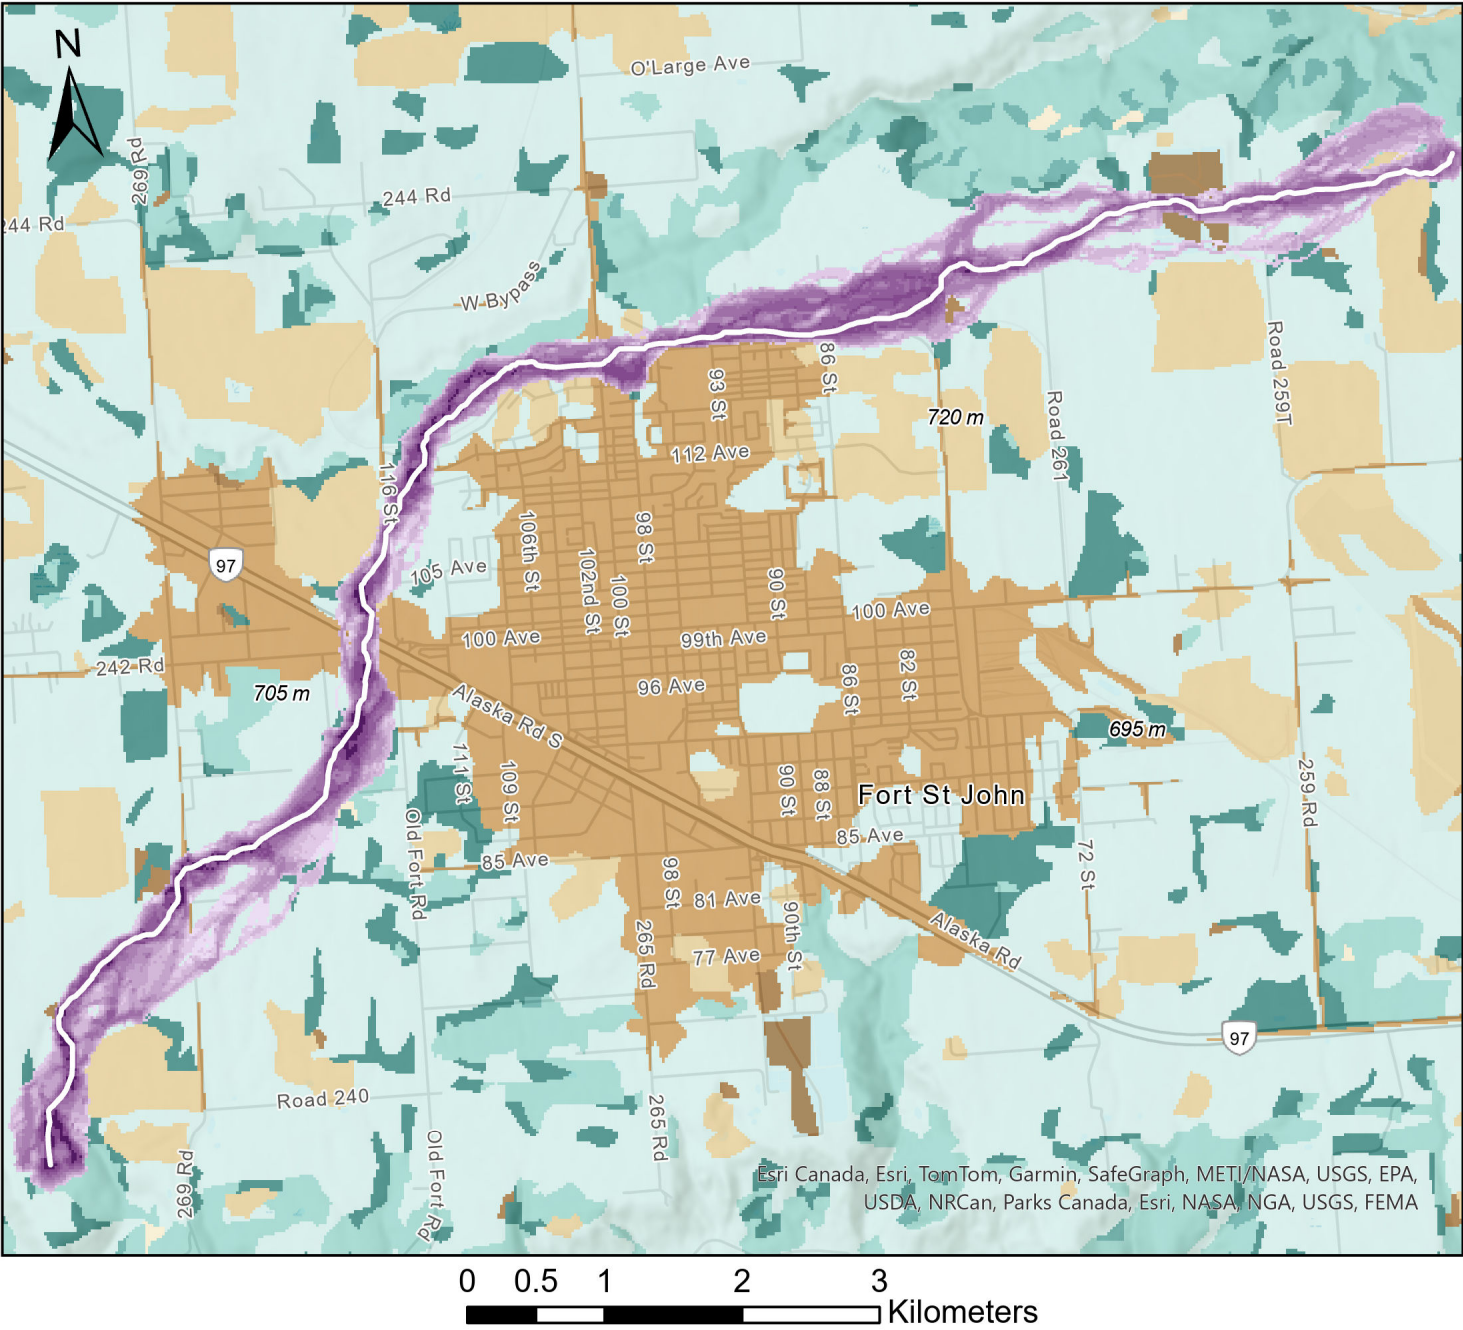 N
O'Large Ave
269 Rd
244 Rd
244 Rd
W Bypass
86 St
93 St
720 m
Road 261
Road 259T
112 Ave
116 St
97
106th St
98 St
102nd St
100 St
90 St
105 Ave
100 Ave
100 Ave
99th Ave
242 Rd
705 m
96 Ave
86 St
82 St
Alaska Rd S
695 m
111 St
109 St
90 St
88 St
Fort St John
259 Rd
Old Fort Rd
85 Ave
85 Ave
72 St
98 St
81 Ave
90th St
265 Rd
77 Ave
Alaska Rd
97
Road 240
265 Rd
Old Fort Rd
269 Rd
Esri Canada, Esri, TomTom, Garmin, SafeGraph, METI/NASA, USGS, EPA,
USDA, NRCan, Parks Canada, Esri, NASA, NGA, USGS, FEMA
0 0.5 1 2 3
Kilometers